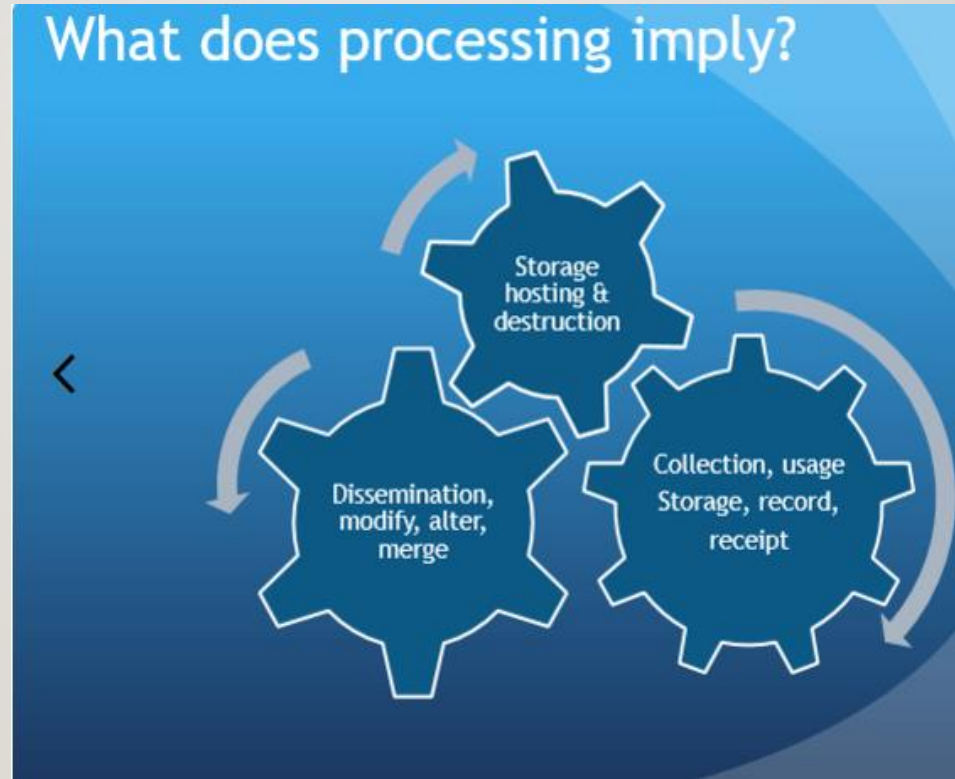 What does processing imply?
Storage
hosting &
destruction
Dissemination,
modify, alter,
merge
Collection, usage
Storage, record,
receipt